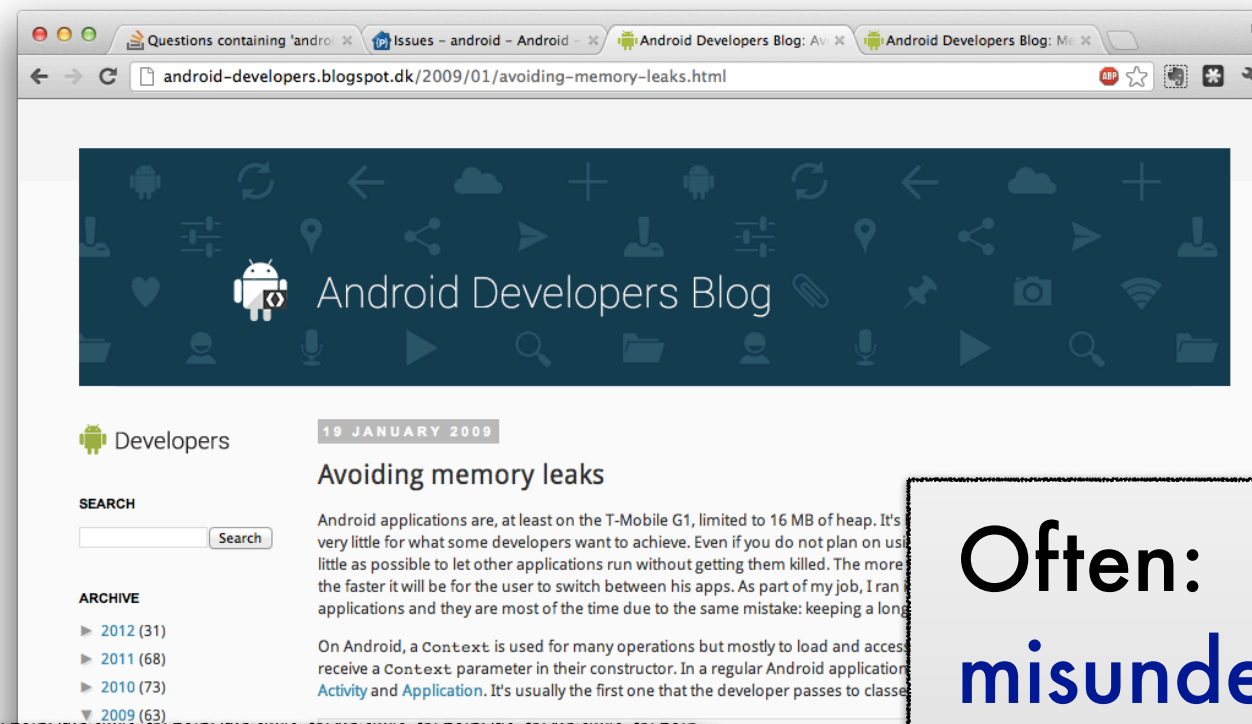 Questions containing 'androi
Issues – android – Android –
Android Developers Blog: Av
Android Developers Blog: Me
android-developers.blogspot.dk/2009/01/avoiding-memory-leaks.html
ABP
Android Developers Blog
Developers
19 JANUARY 2009
Avoiding memory leaks
SEARCH
Search
Android applications are, at least on the T-Mobile G1, limited to 16 MB of heap. It's
very little for what some developers want to achieve. Even if you do not plan on usi
little as possible to let other applications run without getting them killed. The more
the faster it will be for the user to switch between his apps. As part of my job, I ran
applications and they are most of the time due to the same mistake: keeping a long
On Android, a Context is used for many operations but mostly to load and access
receive a Context parameter in their constructor. In a regular Android application
Activity and Application. It's usually the first one that the developer passes to classe
ARCHIVE
► 2012 (31)
► 2011 (68)
► 2010 (73)
▼ 2009 (63)
Often:
misunde